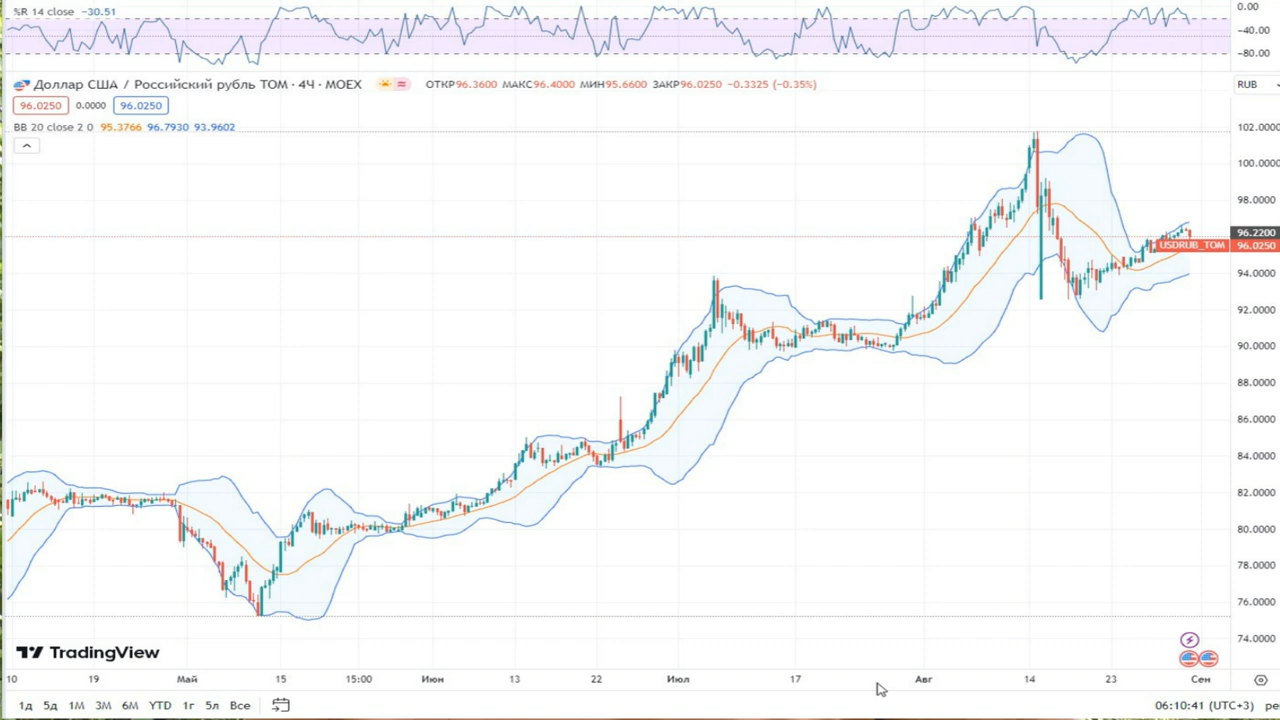 %R 14 close −30.51
0.00
−40.00
−80.00
Доллар США / Российский рубль TOM · 4Ч · MOEX ОТКР96.3600 МАКС96.4000 МИН95.6600 ЗАКР96.0250 −0.3325 (−0.35%)
RUB
96.0250 0.0000 96.0250
BB 20 close 2 0 95.3766 96.7930 93.9602
102.0000
100.0000
98.0000
96.2200
USDRUB_TOM 96.0250
94.0000
92.0000
90.0000
88.0000
86.0000
84.0000
82.0000
80.0000
78.0000
76.0000
74.0000
TradingView
10 19 Май 15 15:00 Июн 13 22 Июл 17 Авг 14 23 Сен
1д 5д 1М 3М 6М YTD 1г 5л Все 06:10:41 (UTC+3) ре